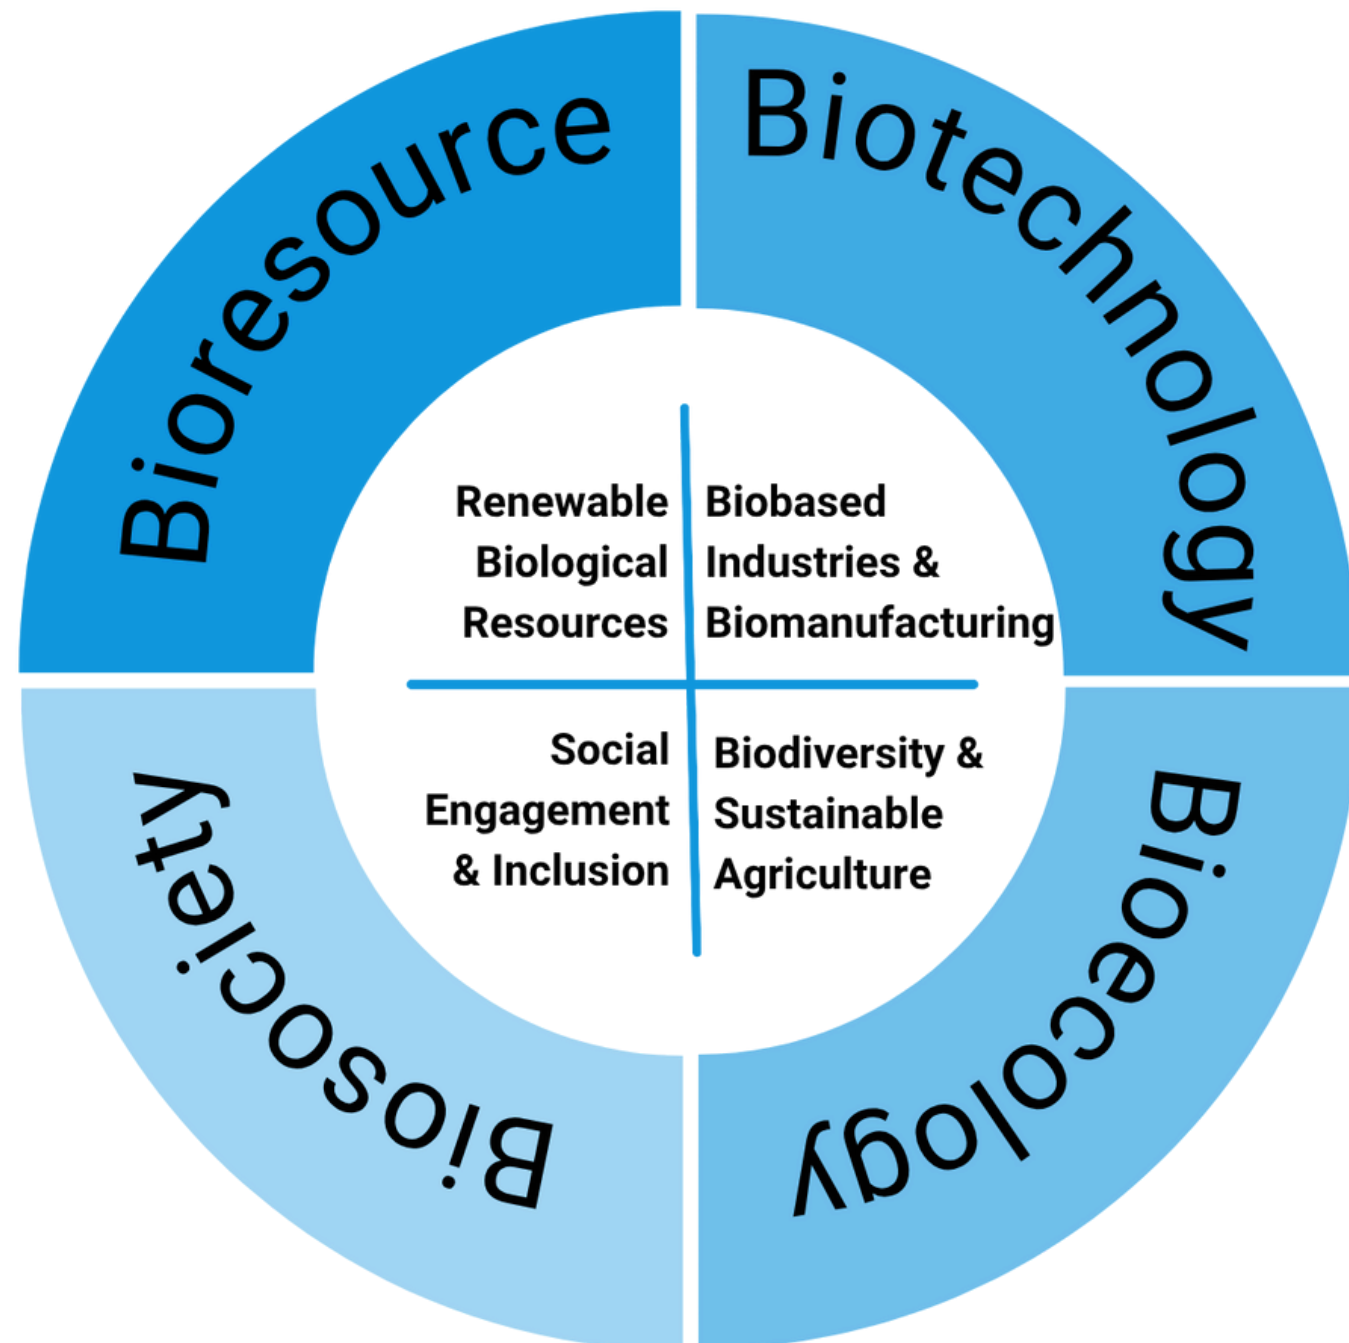 Bioresource
Biotechnology
Renewable
Biological
Resources
Biobased
Industries &
Biomanufacturing
Social
Engagement
& Inclusion
Biodiversity &
Sustainable
Agriculture
Biosociety
Bioecology